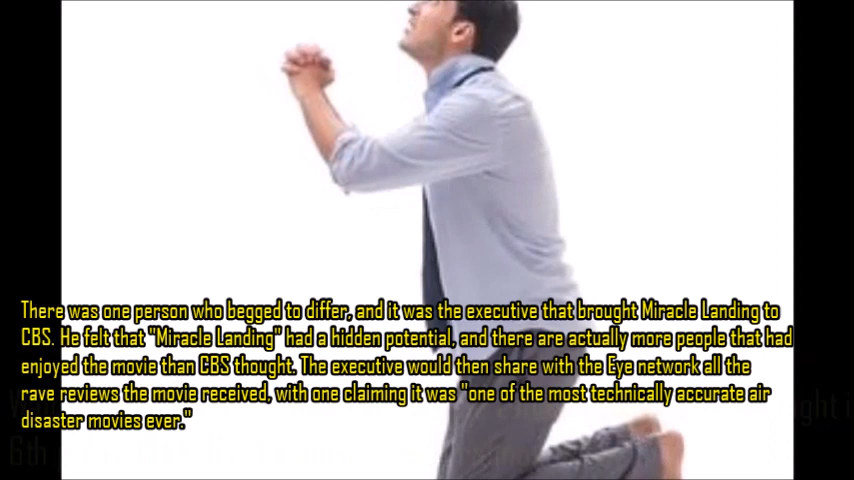 There was one person who begged to differ, and it was the executive that brought Miracle Landing to
CBS. He felt that "Miracle Landing" had a hidden potential, and there are actually more people that had
enjoyed the movie than CBS thought. The executive would then share with the Eye network all the
rave reviews the movie received, with one claiming it was "one of the most technically accurate air
disaster movies ever."
6th